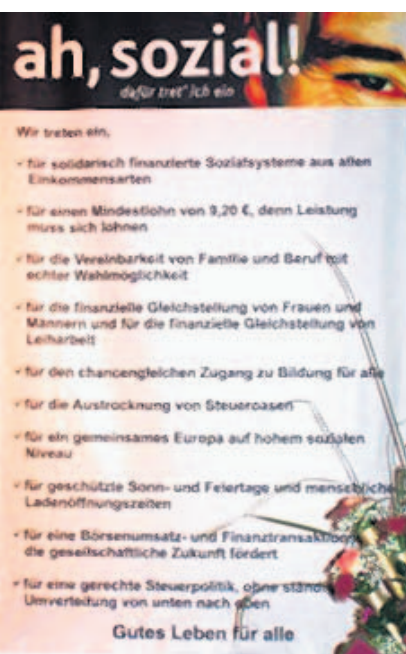 ah, sozial!
dafür tret' ich ein
Wir treten ein,
- für solidarisch finanzierte Sozialsysteme aus allen
Einkommensarten
- für einen Mindestlohn von 9,20 €, denn Leistung
muss sich lohnen
- für die Vereinbarkeit von Familie und Beruf mit
echter Wahlmöglichkeit
- für die finanzielle Gleichstellung von Frauen und
Männern und für die finanzielle Gleichstellung von
Leiharbeit
- für den chancengleichen Zugang zu Bildung für alle
- für die Austrocknung von Steueroasen
- für ein gemeinsames Europa auf hohem sozialen
Niveau
- für geschützte Sonn- und Feiertage und menschliche
Ladenöffnungszeiten
- für eine Börsenumsatz- und Finanztransaktion
die gesellschaftliche Zukunft fördert
- für eine gerechte Steuerpolitik, ohne ständ
Umverteilung von unten nach oben
Gutes Leben für alle